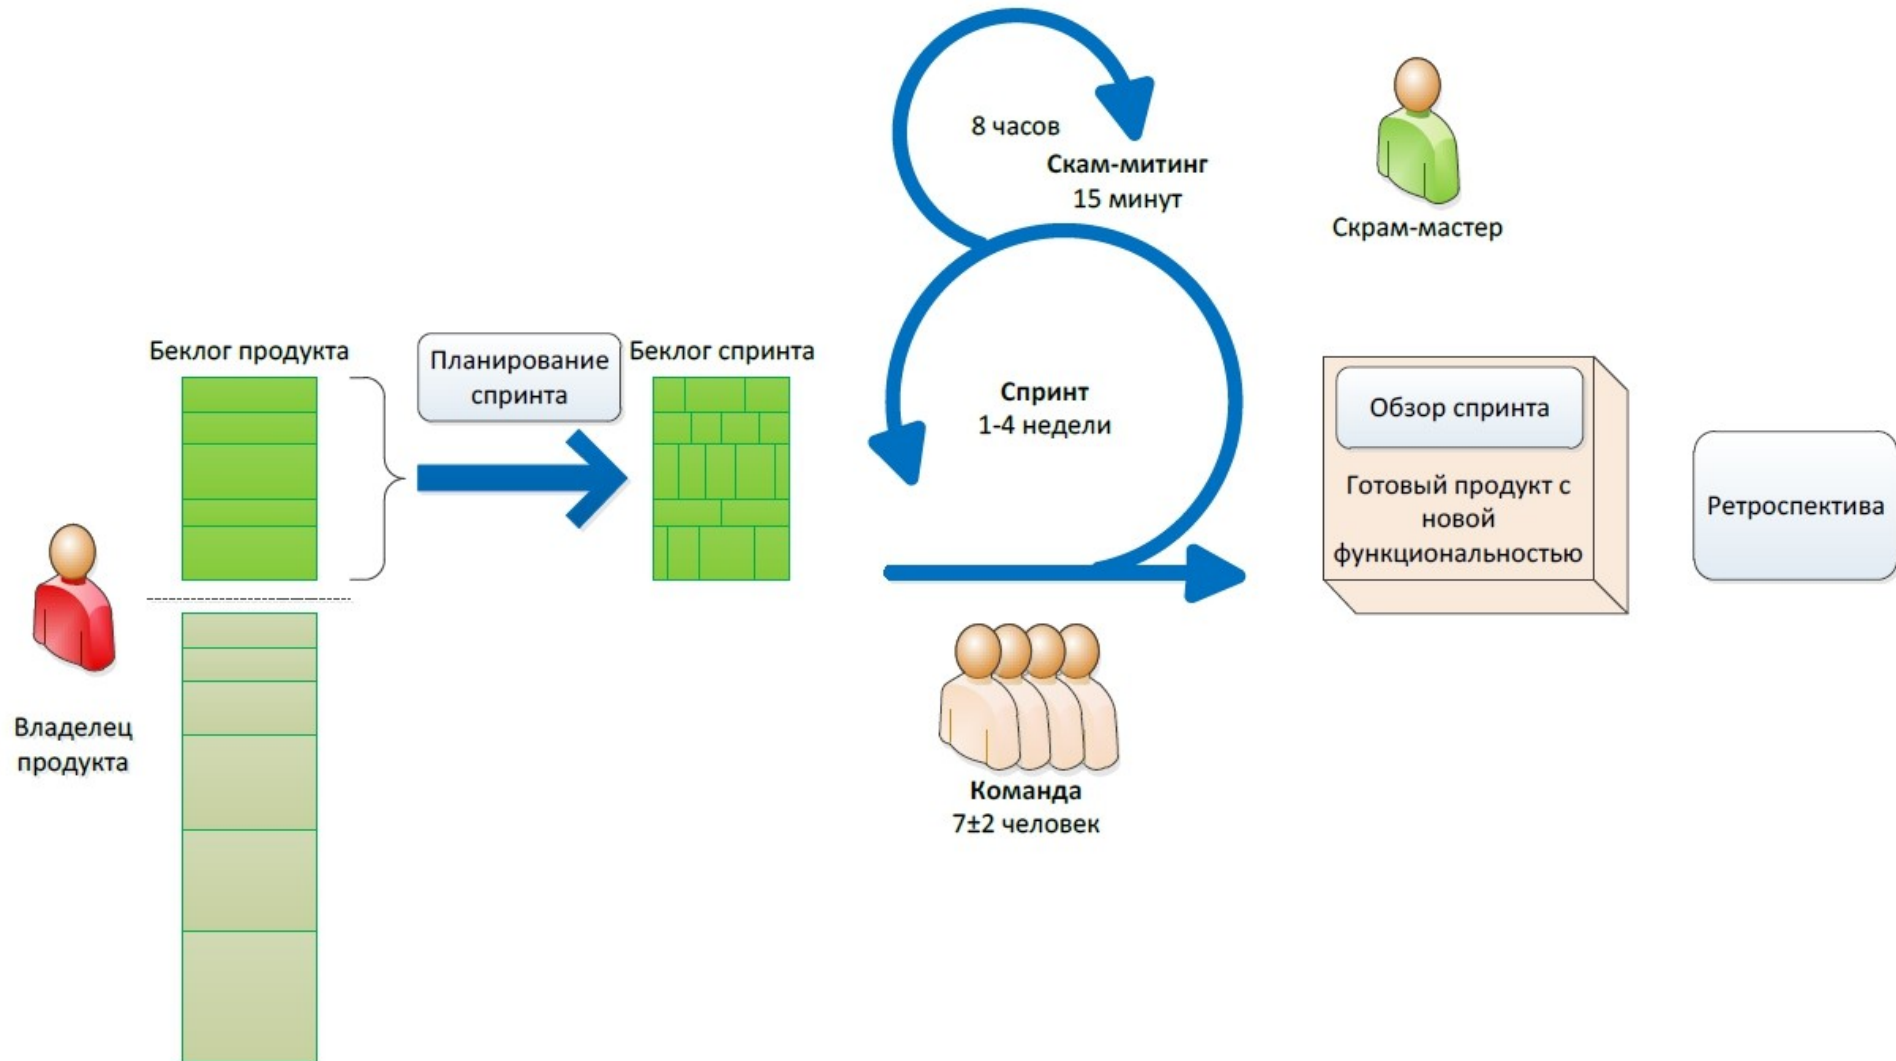 8 часов
Скам-митинг
15 минут
Скрам-мастер
Беклог продукта
Планирование
спринта
Беклог спринта
Спринт
1-4 недели
Обзор спринта
Готовый продукт с
новой
функциональностью
Ретроспектива
Владелец
продукта
Команда
7±2 человек